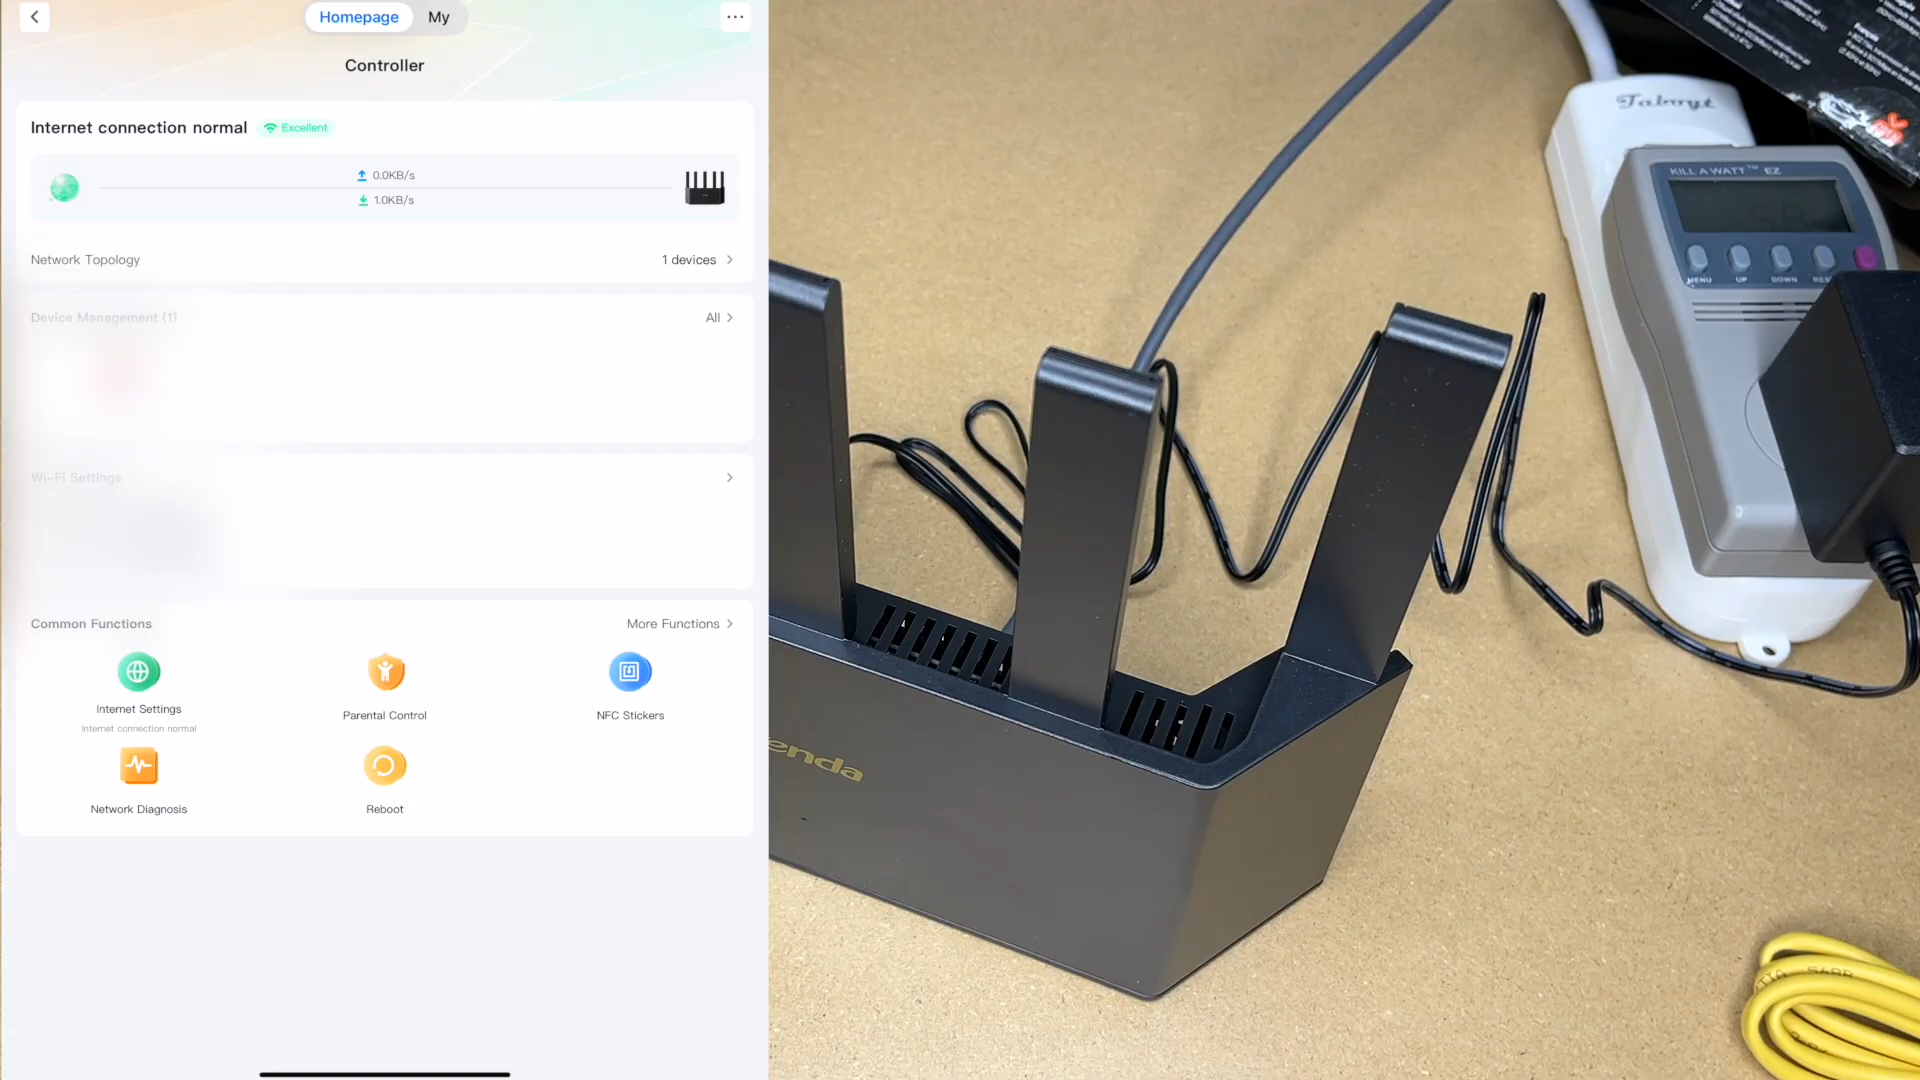 Homepage
My
Controller
Internet connection normal
Excellent
0.0KB/s
1.0KB/s
Network Topology
1 devices
Device Management (1)
All
Wi-Fi Settings
Common Functions
More Functions
Internet Settings
Parental Control
NFC Stickers
Internet connection normal
Network Diagnosis
Reboot
KILL A WATT™ EZ
MENU
UP
DOWN
enda